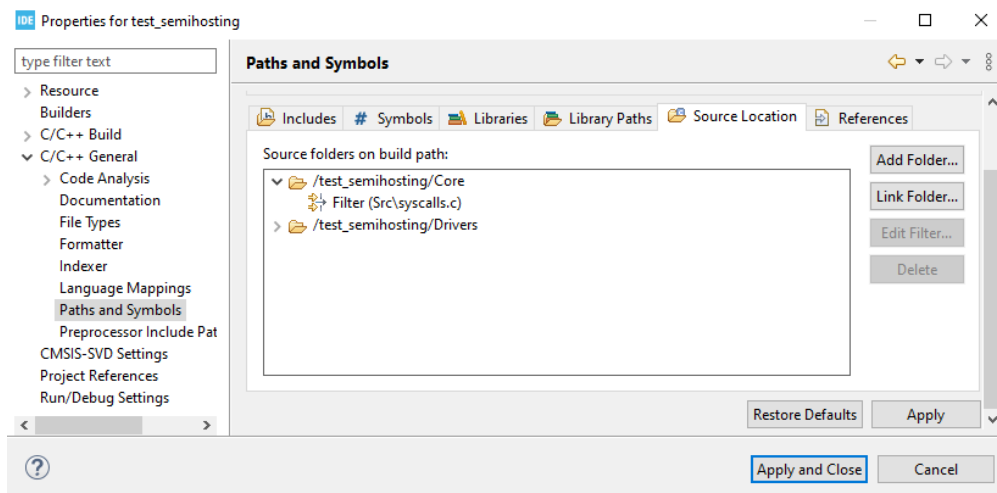 IDE Properties for test_semihosting
type filter text
Resource
Builders
C/C++ Build
C/C++ General
Code Analysis
Documentation
File Types
Formatter
Indexer
Language Mappings
Paths and Symbols
Preprocessor Include Pat
CMSIS-SVD Settings
Project References
Run/Debug Settings
Paths and Symbols
Includes # Symbols Libraries Library Paths Source Location References
Source folders on build path:
/test_semihosting/Core
Filter (Src\syscalls.c)
/test_semihosting/Drivers
Add Folder...
Link Folder...
Edit Filter...
Delete
Restore Defaults Apply
? Apply and Close Cancel